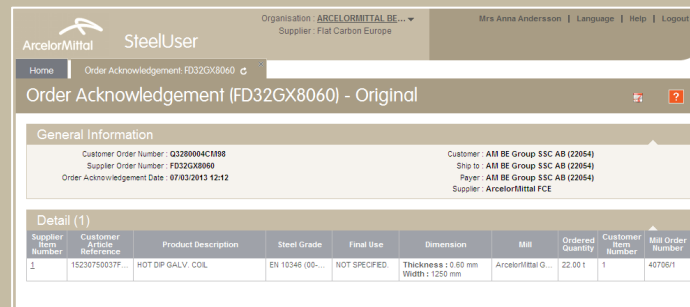 Organisation : ARCELORMITTAL BE...
Mrs Anna Andersson | Language | Help | Logout
Supplier : Flat Carbon Europe
ArcelorMittal
SteelUser
Home
Order Acknowledgement: FD32GX8060
Order Acknowledgement (FD32GX8060) - Original
?
General Information
Customer Order Number : Q3280004CM98
Supplier Order Number : FD32GX8060
Order Acknowledgement Date : 07/03/2013 12:12
Customer : AM BE Group SSC AB (22054)
Ship to : AM BE Group SSC AB (22054)
Payer : AM BE Group SSC AB (22054)
Supplier : ArcelorMittal FCE
Detail (1)
Supplier Item Number
Customer Article Reference
Product Description
Steel Grade
Final Use
Dimension
Mill
Ordered Quantity
Customer Item Number
Mill Order Number
1
15230750037F...
HOT DIP GALV. COIL
EN 10346 (00-...
NOT SPECIFIED.
Thickness : 0.60 mm
Width : 1250 mm
ArcelorMittal G...
22.00 t
1
40706/1